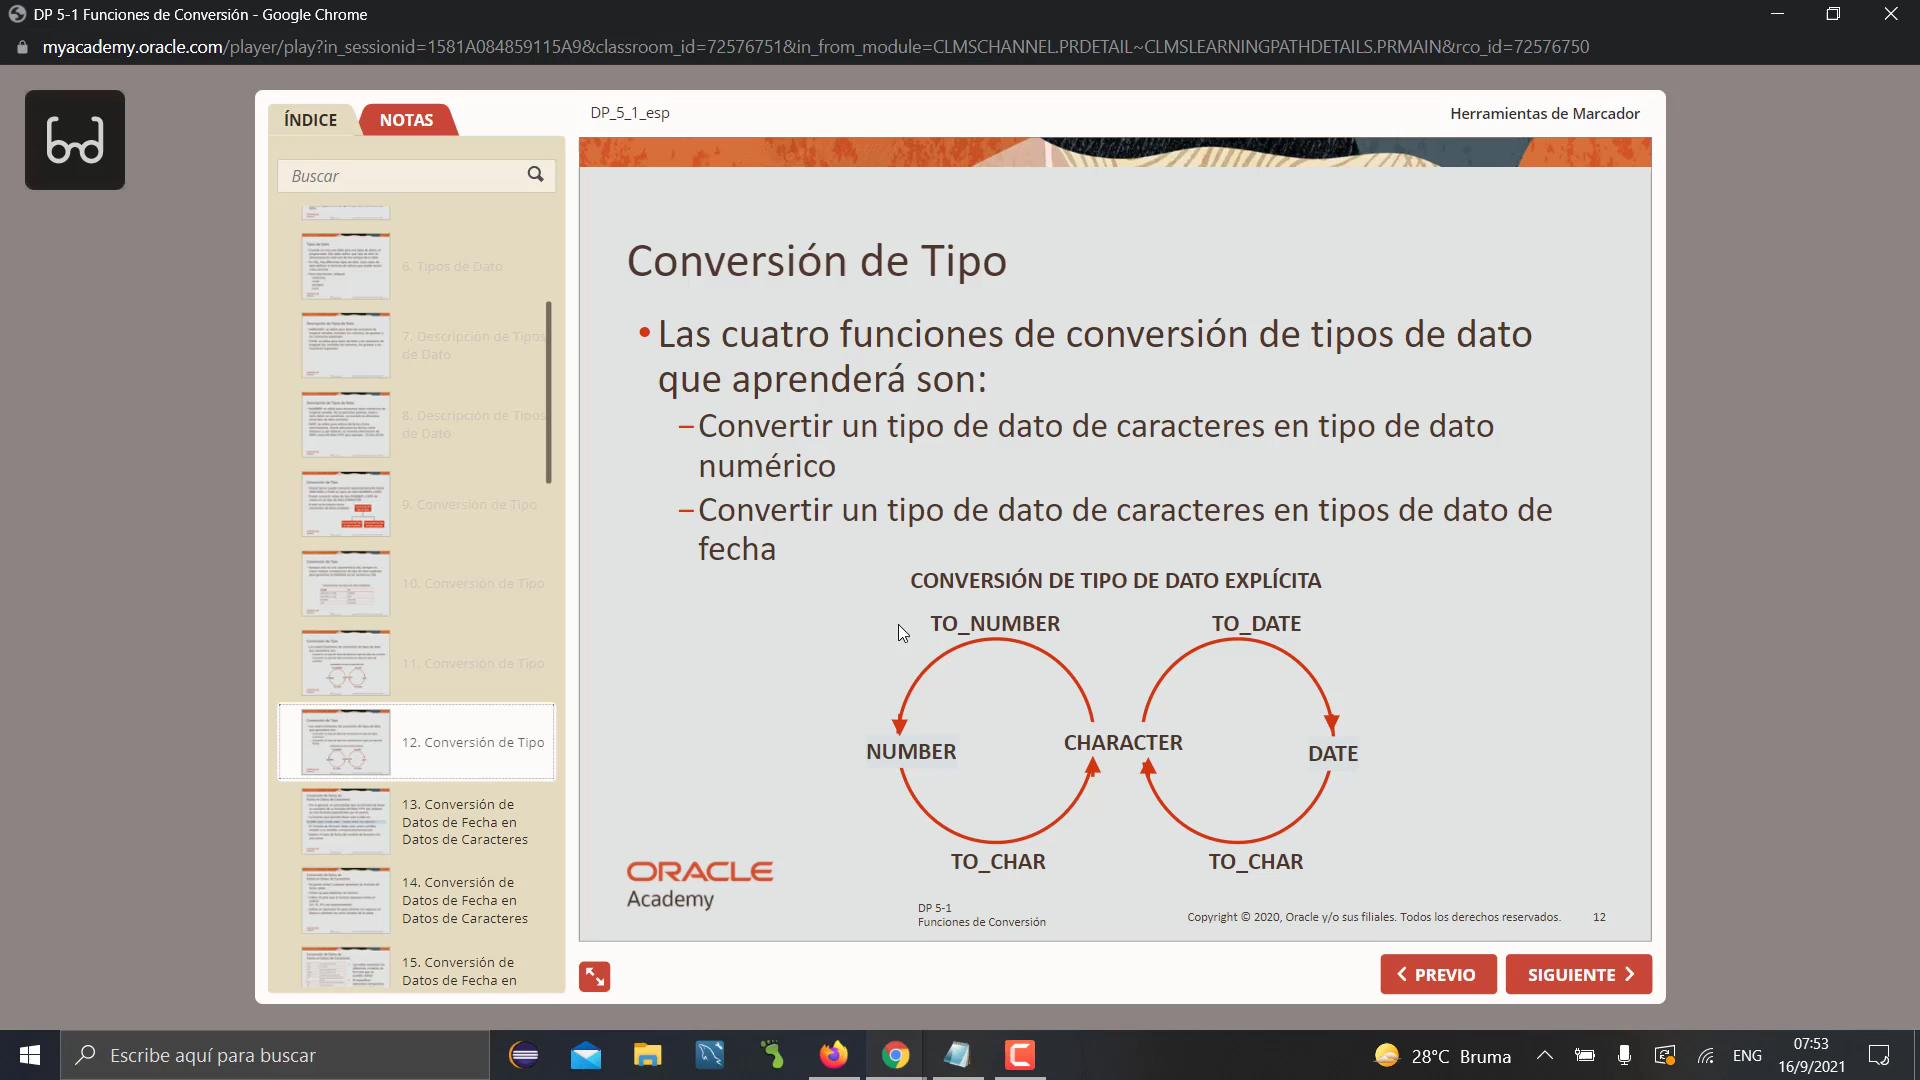 DP 5-1 Funciones de Conversión - Google Chrome
myacademy.oracle.com/player/play?in_sessionid=1581A084859115A9&classroom_id=72576751&in_from_module=CLMSCHANNEL.PRDETAIL~CLMSLEARNINGPATHDETAILS.PRMAIN&rco_id=72576750
ÍNDICE
NOTAS
DP_5_1_esp
Herramientas de Marcador
Buscar
6. Tipos de Dato
7. Descripción de Tipos
de Dato
8. Descripción de Tipos
de Dato
9. Conversión de Tipo
10. Conversión de Tipo
11. Conversión de Tipo
12. Conversión de Tipo
13. Conversión de
Datos de Fecha en
Datos de Caracteres
14. Conversión de
Datos de Fecha en
Datos de Caracteres
15. Conversión de
Datos de Fecha en
Conversión de Tipo
•Las cuatro funciones de conversión de tipos de dato
que aprenderá son:
–Convertir un tipo de dato de caracteres en tipo de dato
numérico
–Convertir un tipo de dato de caracteres en tipos de dato de
fecha
CONVERSIÓN DE TIPO DE DATO EXPLÍCITA
TO_NUMBER
TO_DATE
NUMBER
CHARACTER
DATE
TO_CHAR
TO_CHAR
ORACLE
Academy
DP 5-1
Funciones de Conversión
Copyright © 2020, Oracle y/o sus filiales. Todos los derechos reservados.
12
PREVIO
SIGUIENTE
Escribe aquí para buscar
28°C Bruma
ENG
07:53
16/9/2021